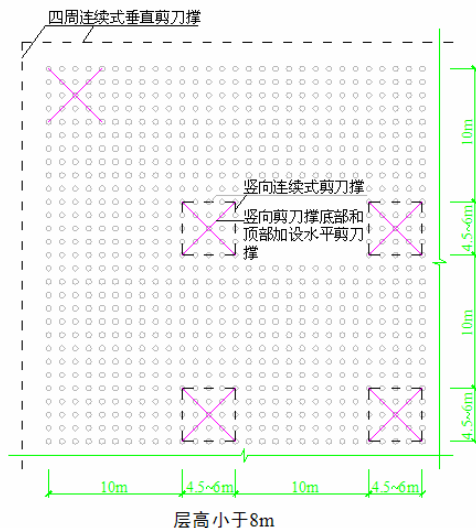 四周连续式垂直剪刀撑
竖向连续式剪刀撑
竖向剪刀撑底部和
顶部加设水平剪刀
撑
10m
4.5~6m
10m
4.5~6m
10m
4.5~6m
10m
4.5~6m
层高小于8m